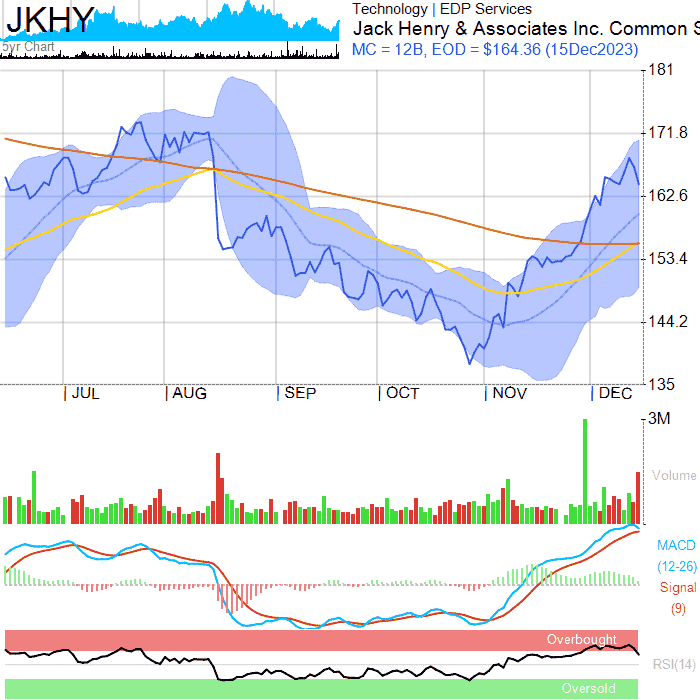 JKHY
5yr Chart
Technology | EDP Services
Jack Henry & Associates Inc. Common S
MC = 12B, EOD = $164.36 (15Dec2023)
181
171.8
162.6
153.4
144.2
135
JUL AUG SEP OCT NOV DEC
3M
Volume
MACD
(12-26)
Signal
(9)
Overbought
RSI(14)
Oversold